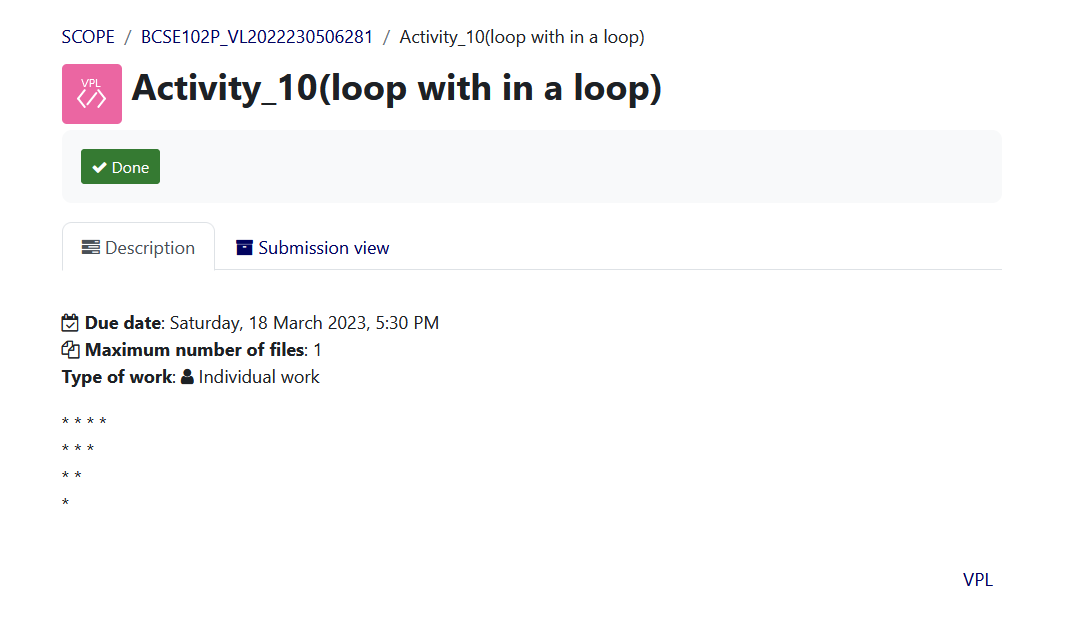 SCOPE / BCSE102P_VL2022230506281 / Activity_10(loop with in a loop)
VPL
Activity_10(loop with in a loop)
Done
Description
Submission view
Due date: Saturday, 18 March 2023, 5:30 PM
Maximum number of files: 1
Type of work: Individual work
* * * *
* * *
* *
*
VPL